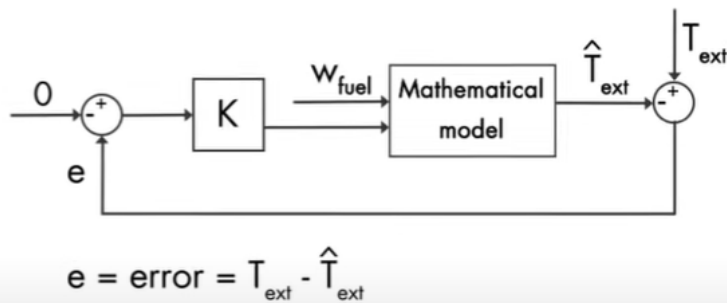 0
- +
K
w_fuel
Mathematical
model
T̂_ext
T_ext
- +
e
e = error = T_ext - T̂_ext